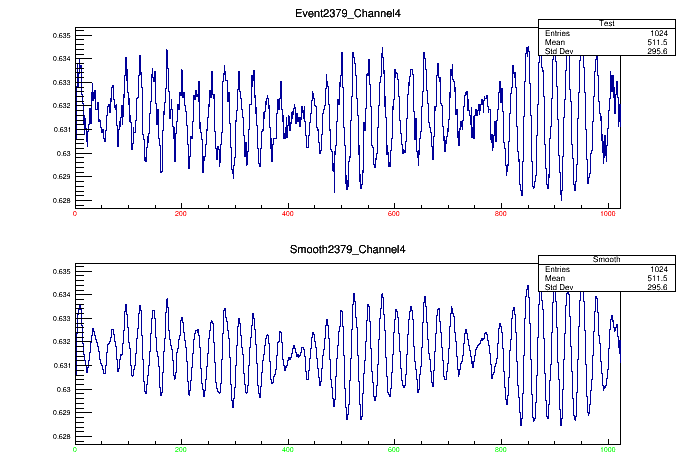 Event2379_Channel4
Test
Entries 1024
Mean 511.5
Std Dev 295.6
0.635
0.634
0.633
0.632
0.631
0.63
0.629
0.628
0 200 400 600 800 1000
Smooth2379_Channel4
Smooth
Entries 1024
Mean 511.5
Std Dev 295.6
0.635
0.634
0.633
0.632
0.631
0.63
0.629
0.628
0 200 400 600 800 1000